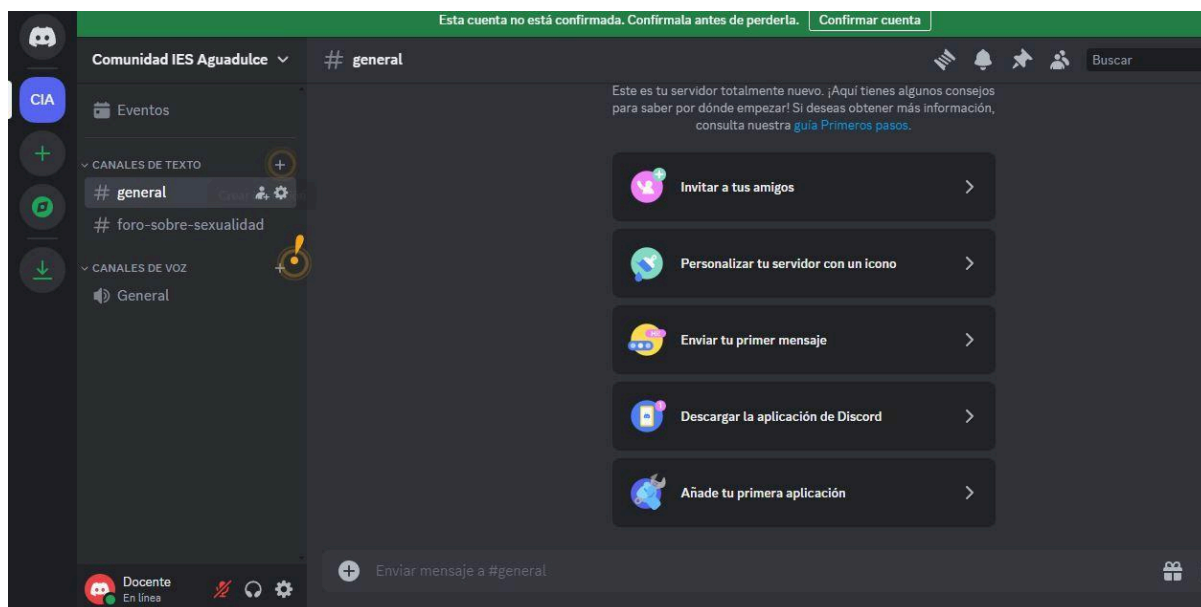 Esta cuenta no está confirmada. Confírmala antes de perderla. Confirmar cuenta
CIA
Comunidad IES Aguadulce
Eventos
CANALES DE TEXTO
# general
# foro-sobre-sexualidad
CANALES DE VOZ
General
Docente
En línea
# general
Buscar
Este es tu servidor totalmente nuevo. ¡Aquí tienes algunos consejos
para saber por dónde empezar! Si deseas obtener más información,
consulta nuestra guía Primeros pasos.
Invitar a tus amigos
Personalizar tu servidor con un icono
Enviar tu primer mensaje
Descargar la aplicación de Discord
Añade tu primera aplicación
Enviar mensaje a #general